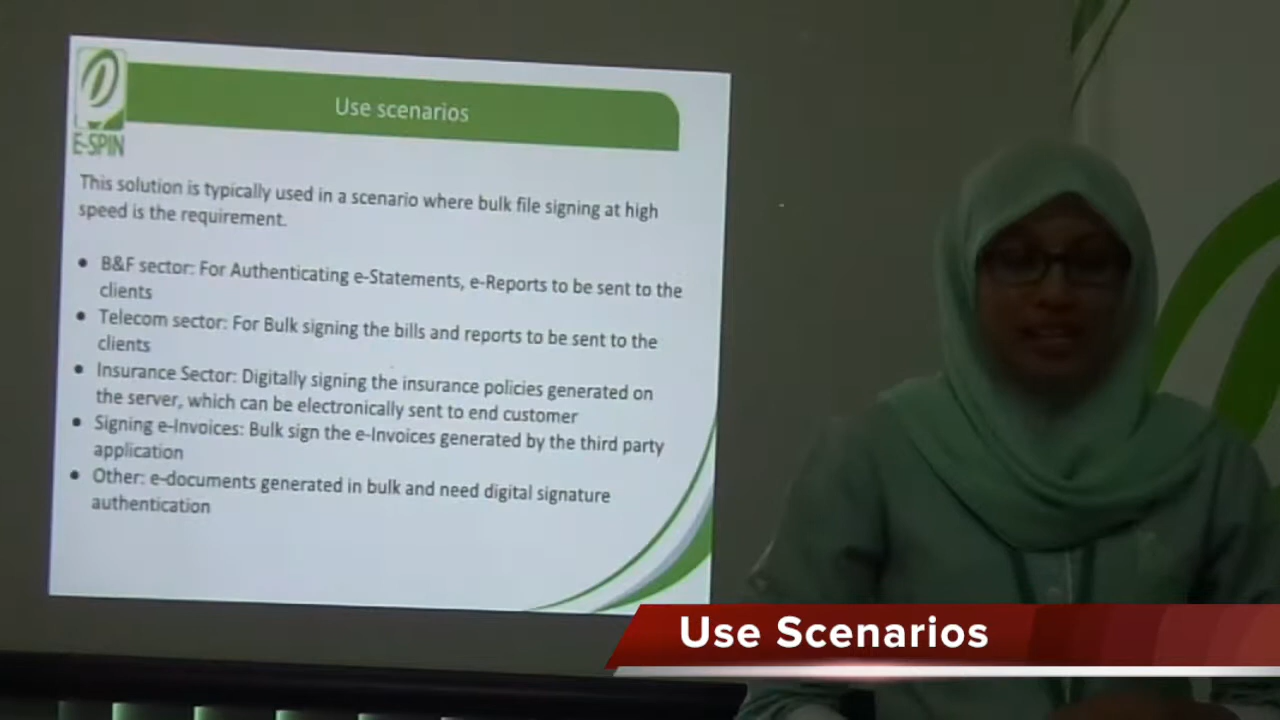 Use scenarios
E-SPIN
This solution is typically used in a scenario where bulk file signing at high
speed is the requirement.
B&F sector: For Authenticating e-Statements, e-Reports to be sent to the
clients
Telecom sector: For Bulk signing the bills and reports to be sent to the
clients
Insurance Sector: Digitally signing the insurance policies generated on
the server, which can be electronically sent to end customer
Signing e-Invoices: Bulk sign the e-Invoices generated by the third party
application
Other: e-documents generated in bulk and need digital signature
authentication
Use Scenarios